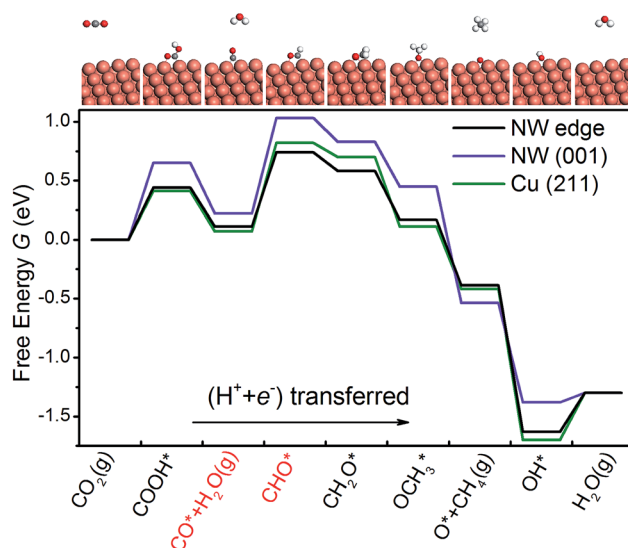 1.0
0.5
0.0
-0.5
-1.0
-1.5
Free Energy G (eV)
NW edge
NW (001)
Cu (211)
(H⁺+e⁻) transferred
CO₂(g)
COOH*
CO*+H₂O(g)
CHO*
CH₂O*
OCH₃*
O*+CH₄(g)
OH*
H₂O(g)